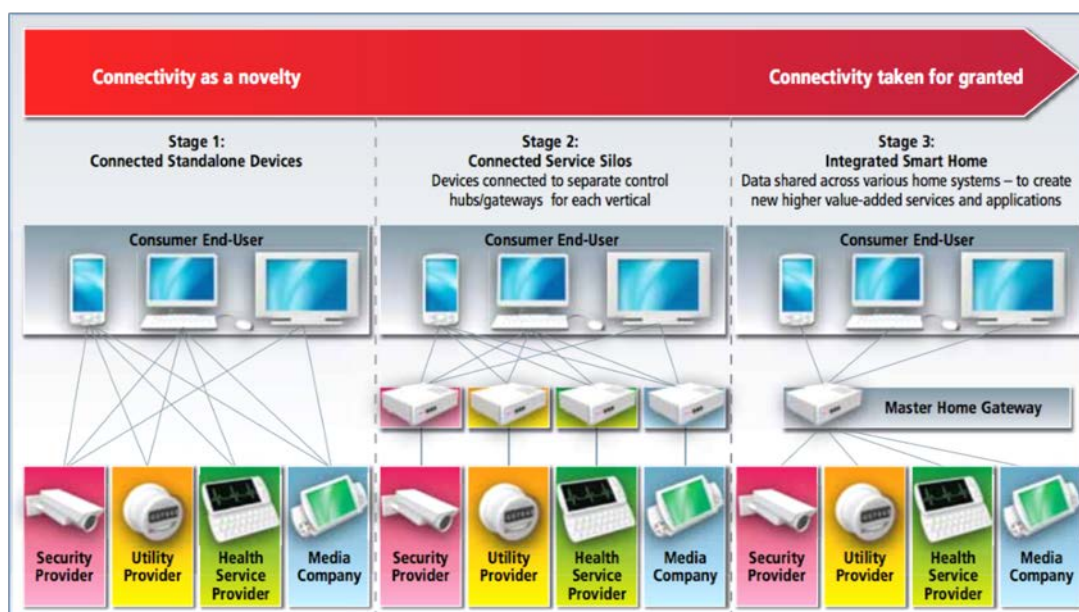 Connectivity as a novelty
Connectivity taken for granted
Stage 1:
Connected Standalone Devices
Consumer End-User
Security
Provider
Utility
Provider
Health
Service
Provider
Media
Company
Stage 2:
Connected Service Silos
Devices connected to separate control
hubs/gateways for each vertical
Consumer End-User
Security
Provider
Utility
Provider
Health
Service
Provider
Media
Company
Stage 3:
Integrated Smart Home
Data shared across various home systems – to create
new higher value-added services and applications
Consumer End-User
Master Home Gateway
Security
Provider
Utility
Provider
Health
Service
Provider
Media
Company